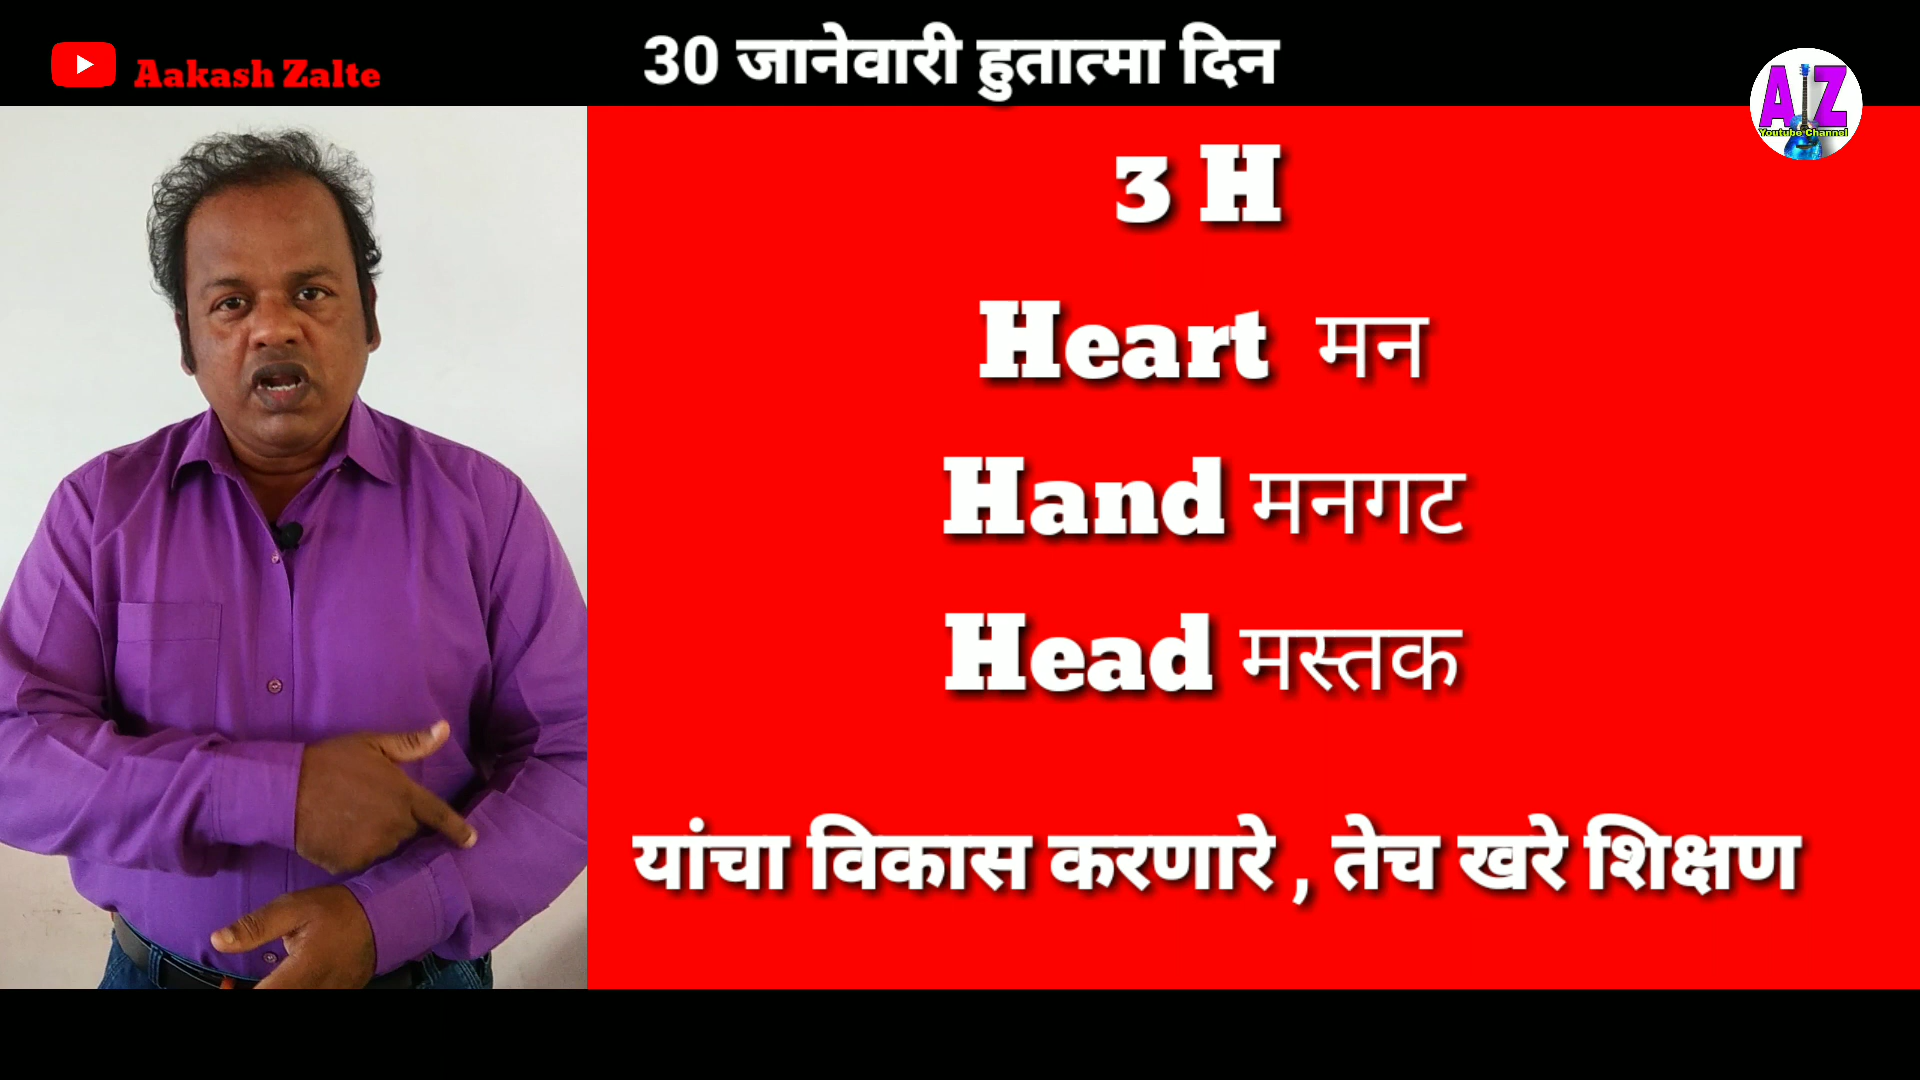 Aakash Zalte
30 जानेवारी हुतात्मा दिन
AZ
Youtube Channel
3 H
Heart मन
Hand मनगट
Head मस्तक
यांचा विकास करणारे , तेच खरे शिक्षण